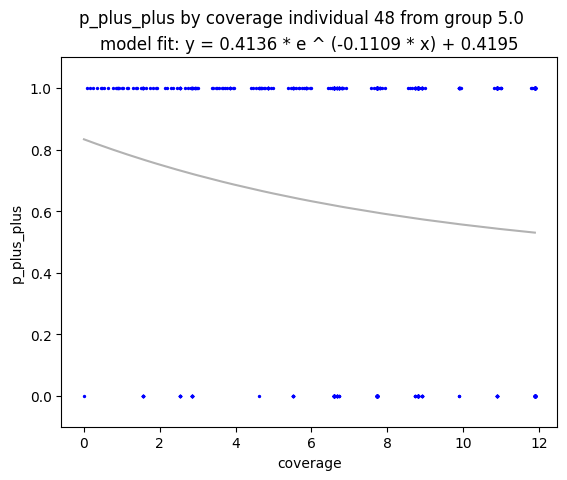 p_plus_plus by coverage individual 48 from group 5.0
model fit: y = 0.4136 * e ^ (-0.1109 * x) + 0.4195
1.0
0.8
0.6
0.4
0.2
0.0
p_plus_plus
0 2 4 6 8 10 12
coverage